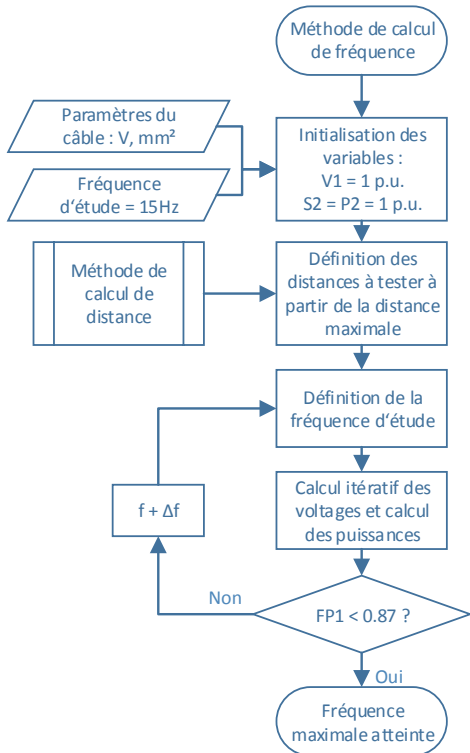 Méthode de calcul
de fréquence
Paramètres du
câble : V, mm²
Fréquence
d'étude = 15Hz
Initialisation des
variables :
V1 = 1 p.u.
S2 = P2 = 1 p.u.
Méthode de
calcul de
distance
Définition des
distances à tester à
partir de la distance
maximale
Définition de la
fréquence d'étude
f + Δf
Calcul itératif des
voltages et calcul
des puissances
Non
FP1 < 0.87 ?
Oui
Fréquence
maximale atteinte